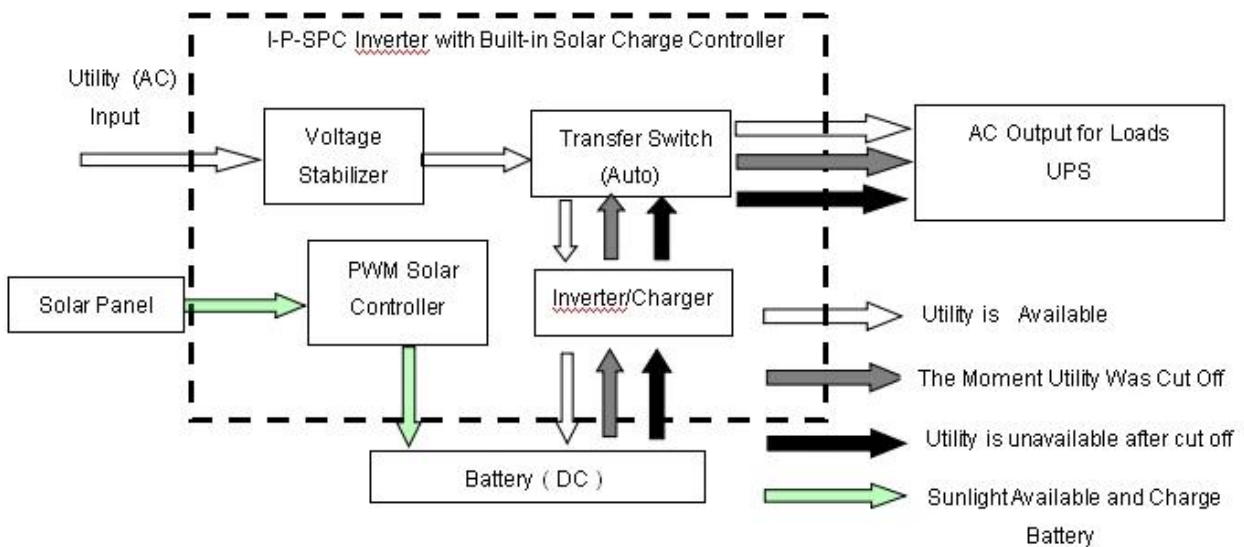 I-P-SPC Inverter with Built-in Solar Charge Controller
Utility (AC)
Input
Voltage
Stabilizer
Transfer Switch
(Auto)
AC Output for Loads
UPS
PWM Solar
Controller
Solar Panel
Inverter/Charger
Utility is Available
The Moment Utility Was Cut Off
Utility is unavailable after cut off
Battery ( DC )
Sunlight Available and Charge
Battery